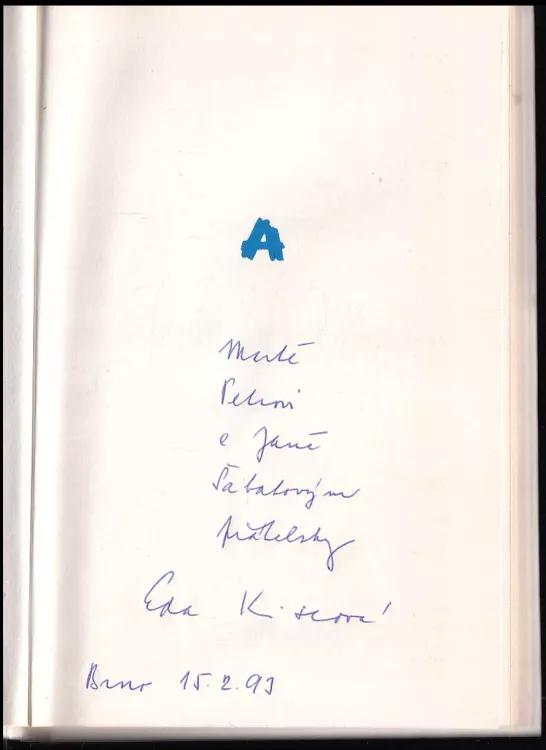 A
Martě
Petrovi
a Janě
Šabatovým
přátelsky
Eda Kriseová
Brno 15.2.93